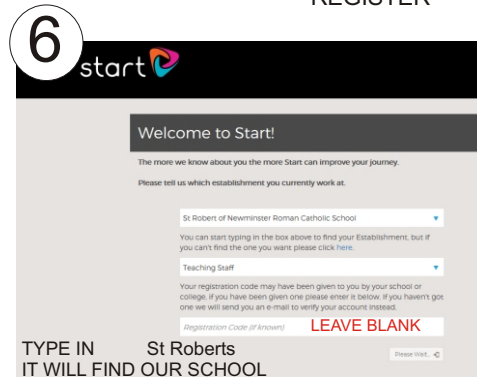 REGISTER
6
start
Welcome to Start!
The more we know about you the more Start can improve your journey.
Please tell us which establishment you currently work at.
St Robert of Newminster Roman Catholic School
You can start typing in the box above to find your Establishment, but if
you can't find the one you want please click here.
Teaching Staff
Your registration code may have been given to you by your school or
college, if you have been given one please enter it below. If you haven't got
one we will send you an e-mail to verify your account instead.
Registration Code (if known) LEAVE BLANK
TYPE IN St Roberts
Please Wait...
IT WILL FIND OUR SCHOOL